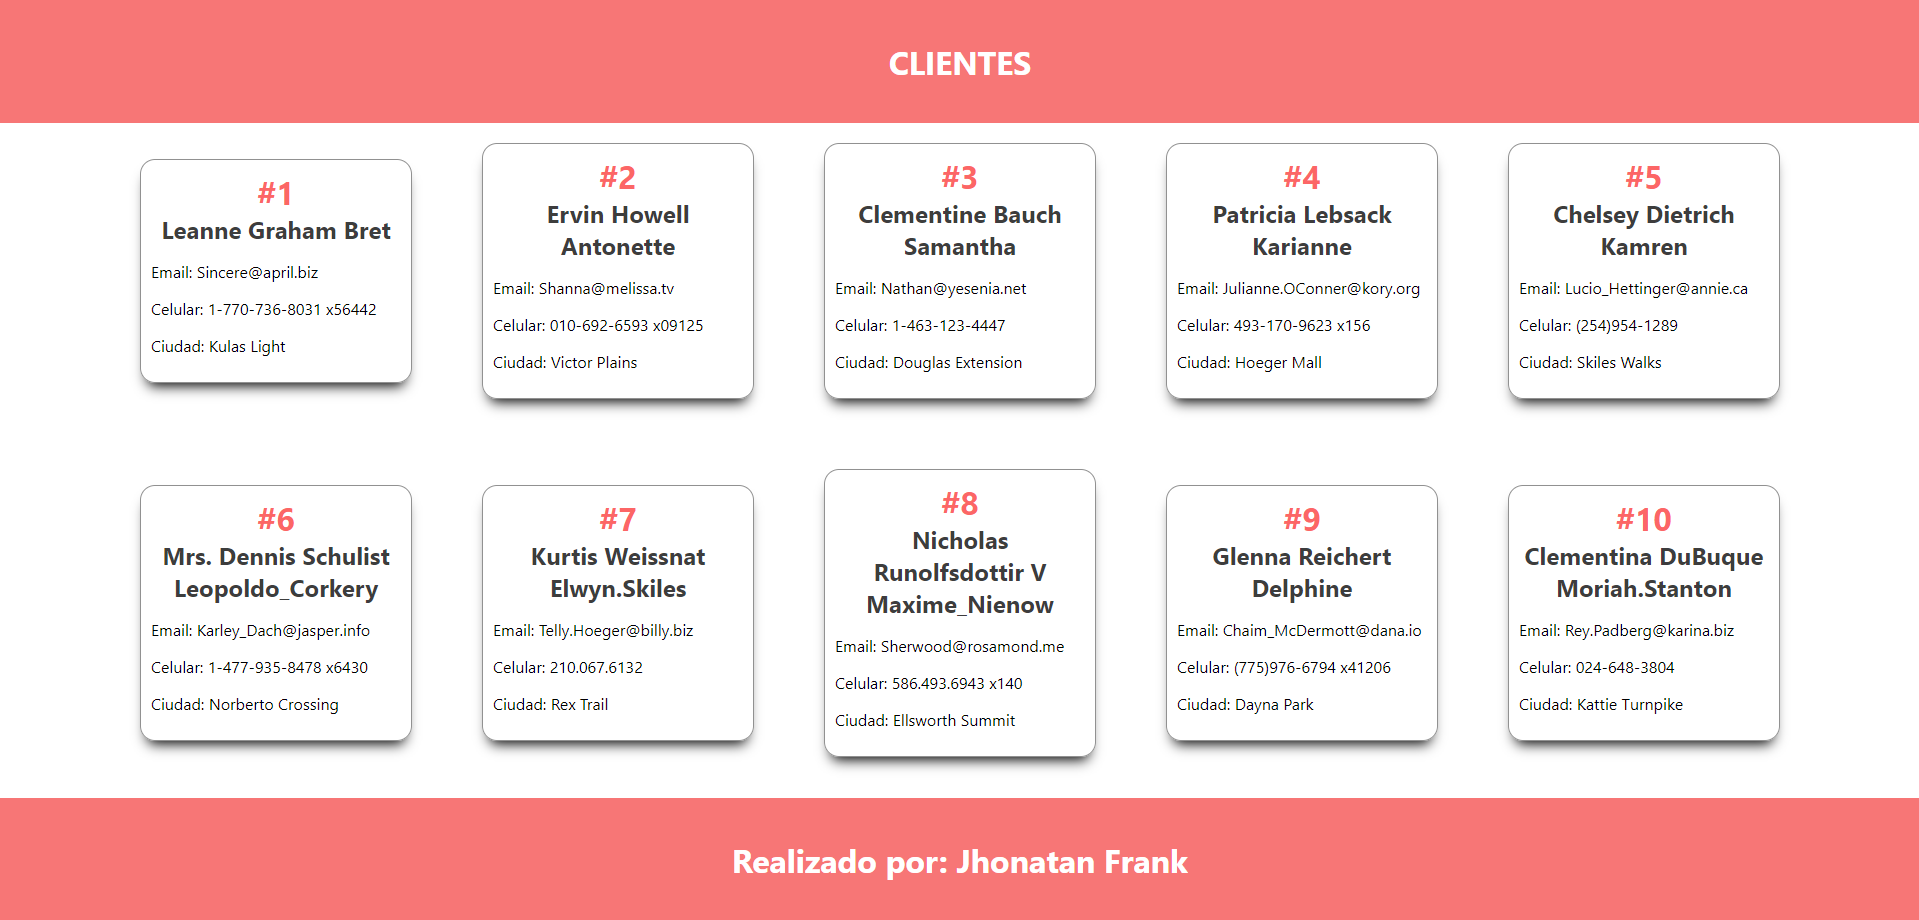 CLIENTES
#1
Leanne Graham Bret
Email: Sincere@april.biz
Celular: 1-770-736-8031 x56442
Ciudad: Kulas Light
#2
Ervin Howell
Antonette
Email: Shanna@melissa.tv
Celular: 010-692-6593 x09125
Ciudad: Victor Plains
#3
Clementine Bauch
Samantha
Email: Nathan@yesenia.net
Celular: 1-463-123-4447
Ciudad: Douglas Extension
#4
Patricia Lebsack
Karianne
Email: Julianne.OConner@kory.org
Celular: 493-170-9623 x156
Ciudad: Hoeger Mall
#5
Chelsey Dietrich
Kamren
Email: Lucio_Hettinger@annie.ca
Celular: (254)954-1289
Ciudad: Skiles Walks
#6
Mrs. Dennis Schulist
Leopoldo_Corkery
Email: Karley_Dach@jasper.info
Celular: 1-477-935-8478 x6430
Ciudad: Norberto Crossing
#7
Kurtis Weissnat
Elwyn.Skiles
Email: Telly.Hoeger@billy.biz
Celular: 210.067.6132
Ciudad: Rex Trail
#8
Nicholas
Runolfsdottir V
Maxime_Nienow
Email: Sherwood@rosamond.me
Celular: 586.493.6943 x140
Ciudad: Ellsworth Summit
#9
Glenna Reichert
Delphine
Email: Chaim_McDermott@dana.io
Celular: (775)976-6794 x41206
Ciudad: Dayna Park
#10
Clementina DuBuque
Moriah.Stanton
Email: Rey.Padberg@karina.biz
Celular: 024-648-3804
Ciudad: Kattie Turnpike
Realizado por: Jhonatan Frank